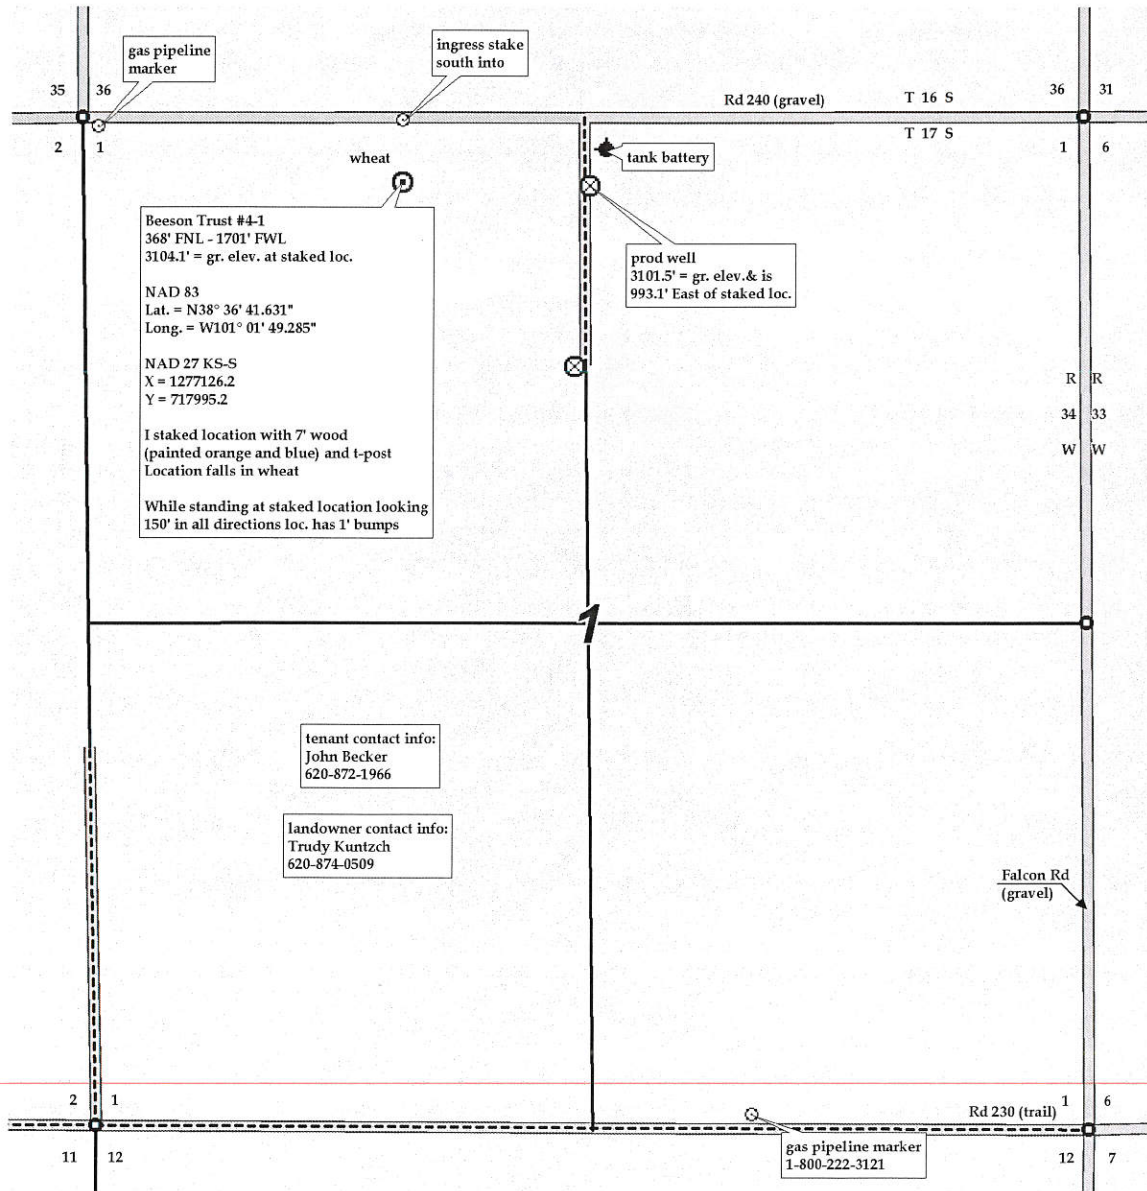 gas pipeline
marker
ingress stake
south into
35 36
Rd 240 (gravel)
T 16 S
36 31
2 1
T 17 S
1 6
wheat
tank battery
Beeson Trust #4-1
368' FNL - 1701' FWL
3104.1' = gr. elev. at staked loc.
NAD 83
Lat. = N38° 36' 41.631"
Long. = W101° 01' 49.285"
NAD 27 KS-S
X = 1277126.2
Y = 717995.2
I staked location with 7' wood
(painted orange and blue) and t-post
Location falls in wheat
While standing at staked location looking
150' in all directions loc. has 1' bumps
prod well
3101.5' = gr. elev.& is
993.1' East of staked loc.
R R
34 33
W W
1
tenant contact info:
John Becker
620-872-1966
landowner contact info:
Trudy Kuntzch
620-874-0509
Falcon Rd
(gravel)
2 1
Rd 230 (trail)
1 6
11 12
gas pipeline marker
1-800-222-3121
12 7